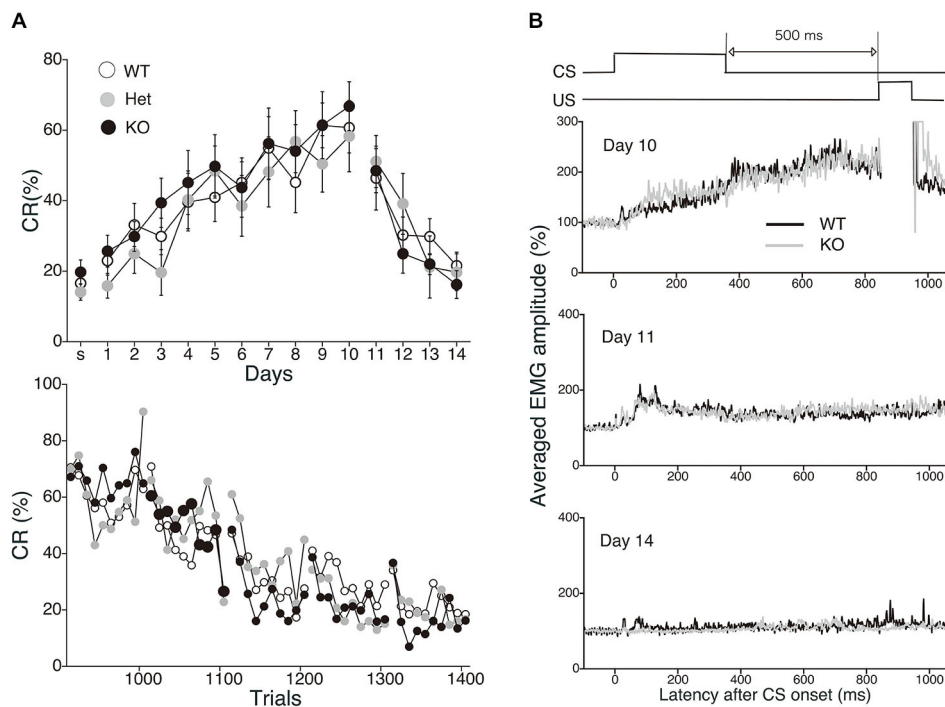 A
80
60
40
20
0
CR(%)
WT
Het
KO
s 1 2 3 4 5 6 7 8 9 10 11 12 13 14
Days
100
80
60
40
20
0
CR (%)
1000 1100 1200 1300 1400
Trials
B
500 ms
CS
US
Averaged EMG amplitude (%)
300
200
100
0
Day 10
WT
KO
0 200 400 600 800 1000
400
200
0
Day 11
0 200 400 600 800 1000
400
200
0
Day 14
0 200 400 600 800 1000
Latency after CS onset (ms)